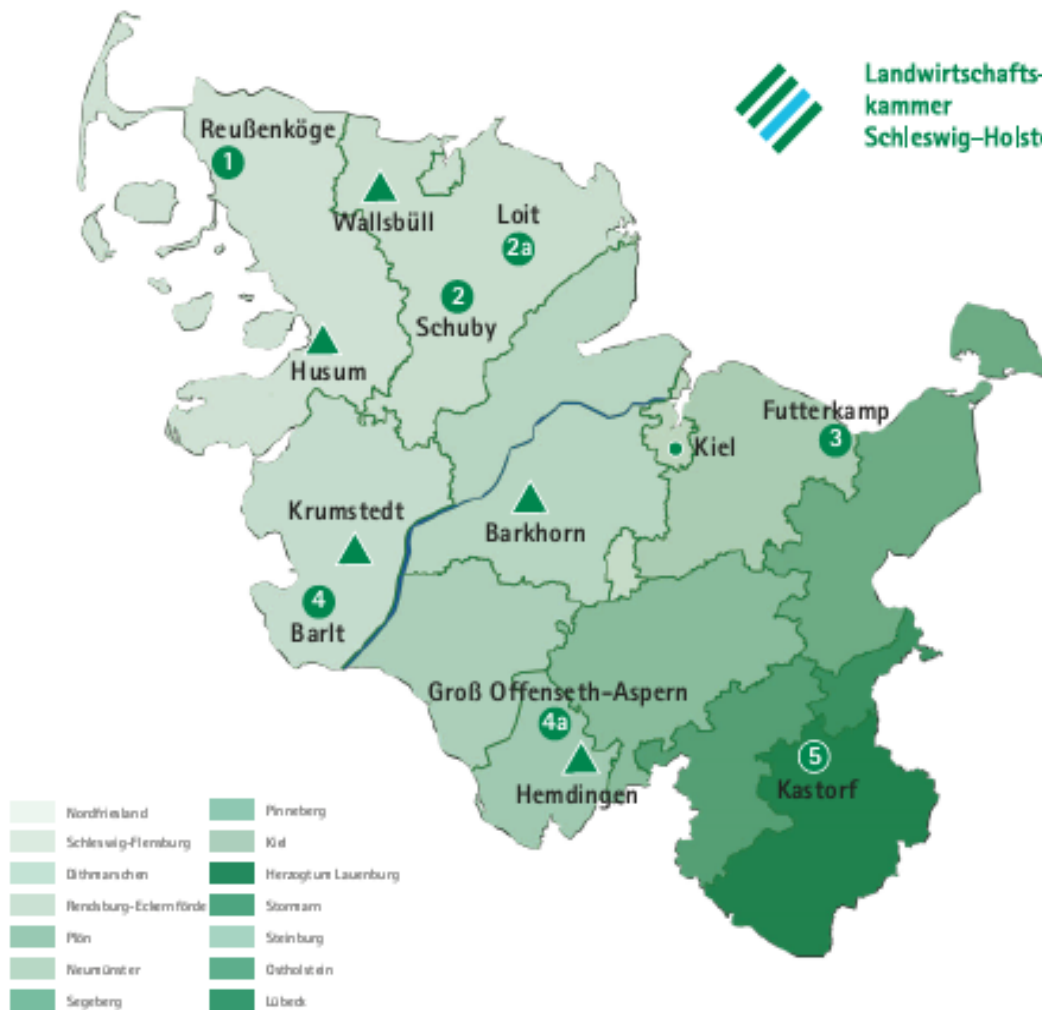 Landwirtschafts-
kammer
Schleswig-Holste
Reußenköge
1
Wallsbüll
Loit
2a
2
Schuby
Husum
Futterkamp
3
Kiel
Krumstedt
Barkhorn
4
Barlt
Groß Offenseth-Aspern
4a
Hemdingen
5
Kastorf
Nordfriesland
Schleswig-Flensburg
Dithmarschen
Rendsburg-Eckernförde
Plön
Neumünster
Segeberg
Pinneberg
Kiel
Herzogtum Lauenburg
Stormarn
Steinburg
Ostholstein
Lübeck